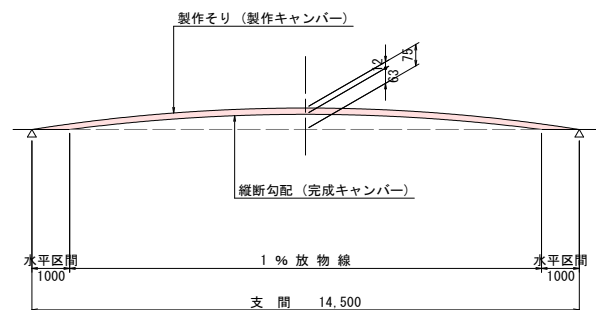 製作そり (製作キャンバー)
75
12
63
縦断勾配 (完成キャンバー)
水平区間
1 % 放 物 線
水平区間
1000
1000
支 間 14,500